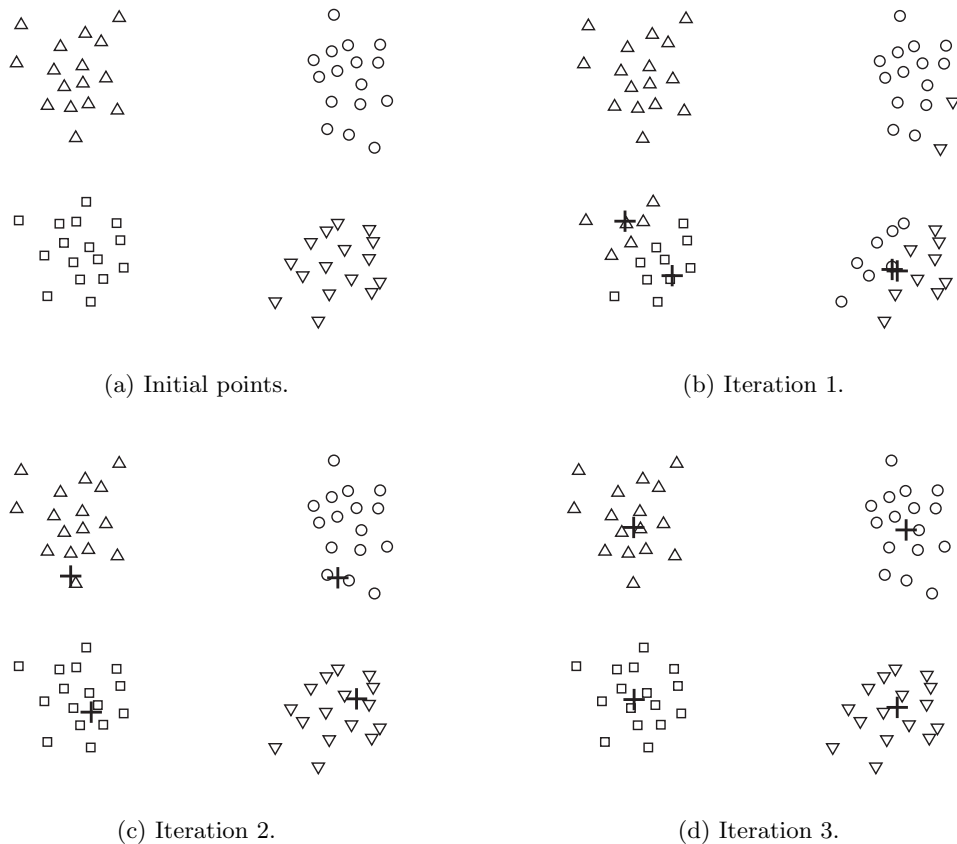 (a) Initial points.
(b) Iteration 1.
(c) Iteration 2.
(d) Iteration 3.